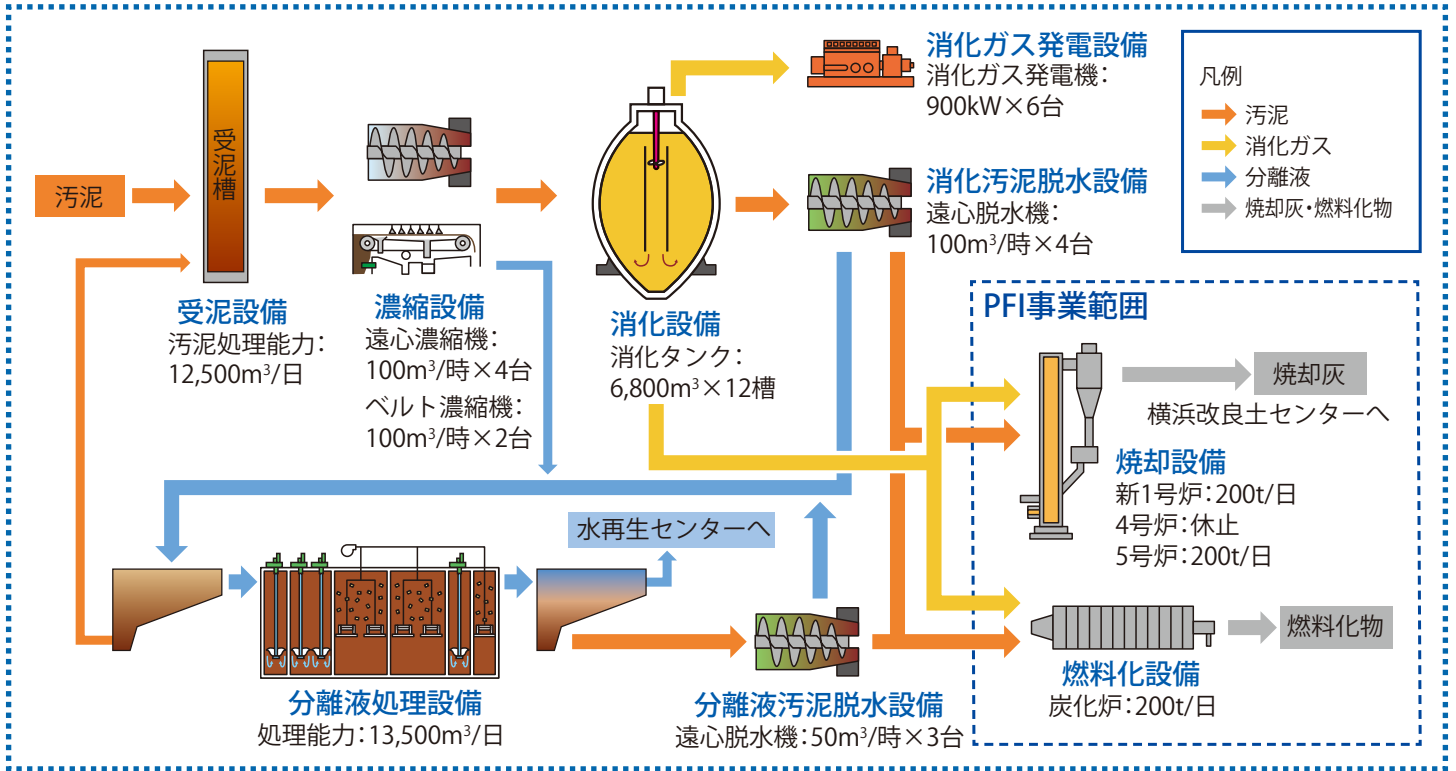 汚泥
受泥槽
受泥設備
汚泥処理能力：
12,500m³/日
濃縮設備
遠心濃縮機：
100m³/時×4台
ベルト濃縮機：
100m³/時×2台
消化設備
消化タンク：
6,800m³×12槽
消化ガス発電設備
消化ガス発電機：
900kW×6台
消化汚泥脱水設備
遠心脱水機：
100m³/時×4台
凡例
汚泥
消化ガス
分離液
焼却灰・燃料化物
PFI事業範囲
焼却灰
横浜改良土センターへ
焼却設備
新1号炉：200t/日
4号炉：休止
5号炉：200t/日
燃料化物
燃料化設備
炭化炉：200t/日
水再生センターへ
分離液処理設備
処理能力：13,500m³/日
分離液汚泥脱水設備
遠心脱水機：50m³/時×3台